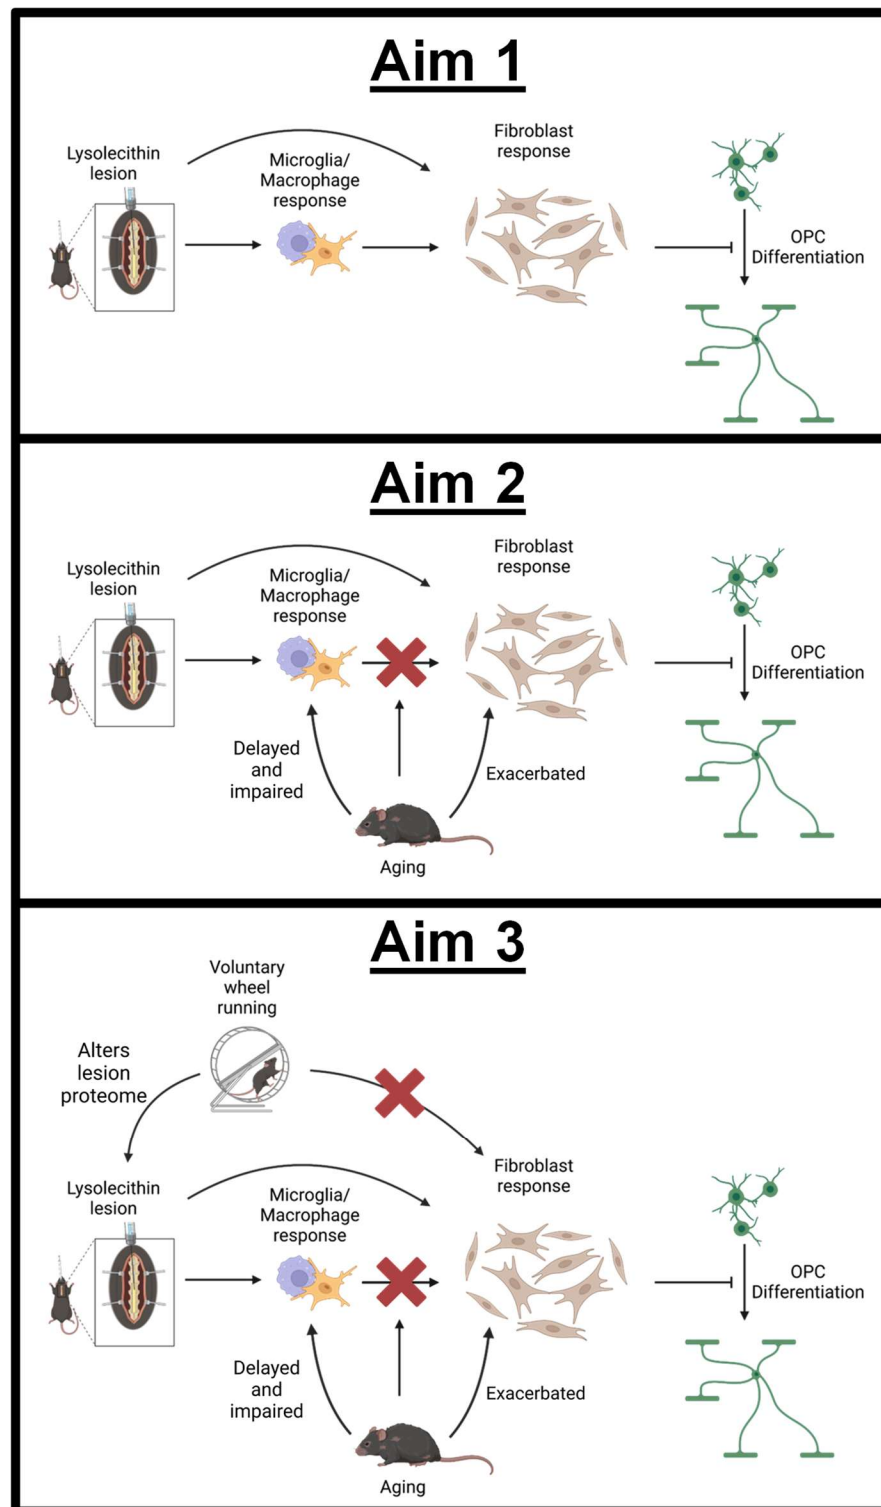 Aim 1
Lysolecithin
lesion
Microglia/
Macrophage
response
Fibroblast
response
OPC
Differentiation
Aim 2
Lysolecithin
lesion
Microglia/
Macrophage
response
Fibroblast
response
OPC
Differentiation
Delayed
and
impaired
Exacerbated
Aging
Aim 3
Voluntary
wheel
running
Alters
lesion
proteome
Lysolecithin
lesion
Microglia/
Macrophage
response
Fibroblast
response
OPC
Differentiation
Delayed
and
impaired
Exacerbated
Aging